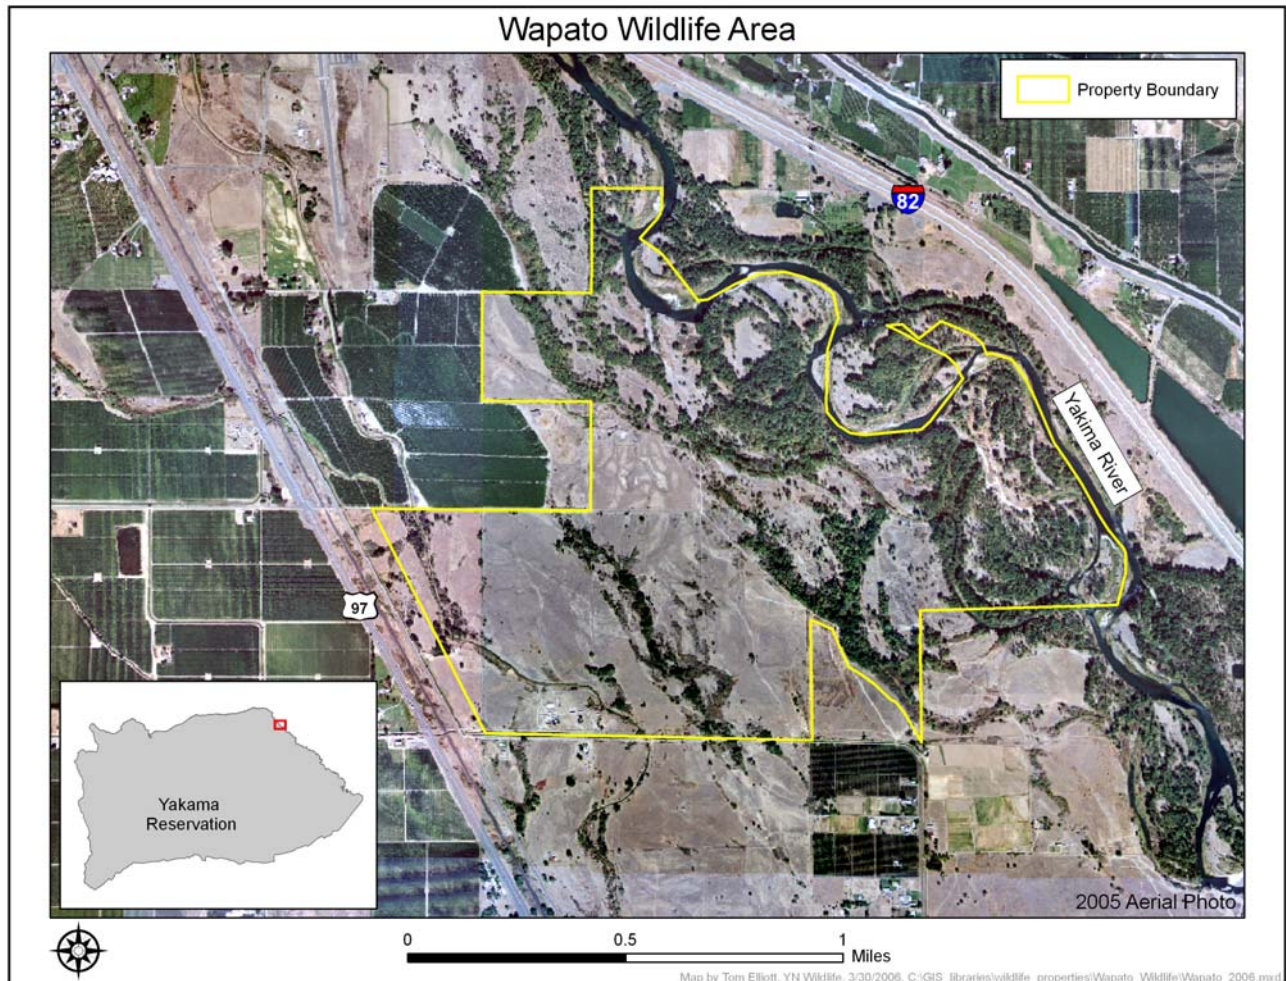 Wapato Wildlife Area
Property Boundary
82
Yakima River
97
Yakama
Reservation
2005 Aerial Photo
0 0.5 1
Miles
Map by Tom Elliott, YN Wildlife, 3/30/2006, C:\GIS_libraries\wildlife_properties\Wapato_Wildlife\Wapato_2006.mxd